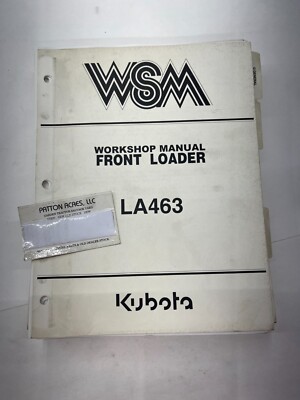 WSM
WORKSHOP MANUAL
FRONT LOADER
LA463
PATTON ACRES, LLC
Kubota